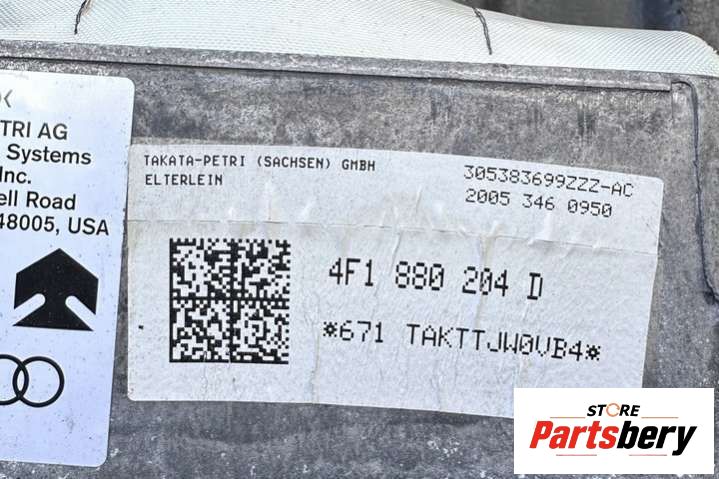 TRI AG
Systems
Inc.
ell Road
48005, USA
TAKATA-PETRI (SACHSEN) GMBH
ELTERLEIN
305383699ZZZ-AC
2005 346 0950
4F1 880 204 D
*671 TAKTTJW0VB4*
STORE
Partsbery